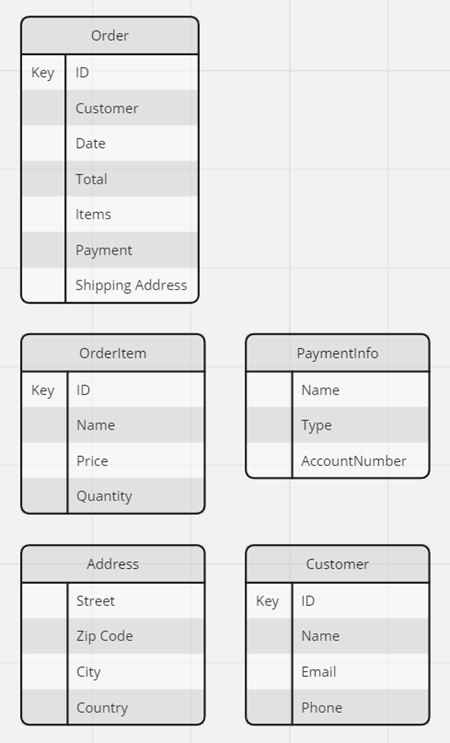 Order
Key ID
Customer
Date
Total
Items
Payment
Shipping Address
OrderItem
Key ID
Name
Price
Quantity
PaymentInfo
Name
Type
AccountNumber
Address
Street
Zip Code
City
Country
Customer
Key ID
Name
Email
Phone